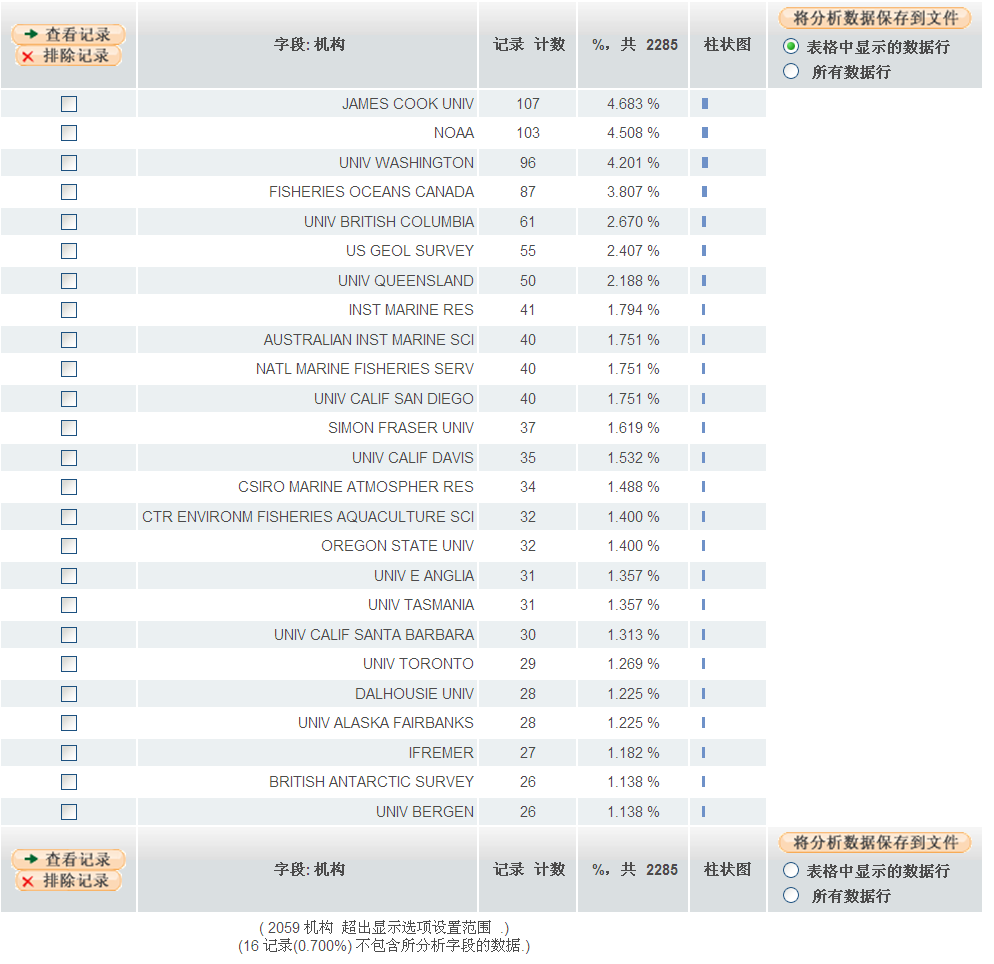 查看记录
排除记录
字段: 机构
记录 计数
%，共 2285
柱状图
将分析数据保存到文件
表格中显示的数据行
所有数据行
JAMES COOK UNIV 107 4.683 %
NOAA 103 4.508 %
UNIV WASHINGTON 96 4.201 %
FISHERIES OCEANS CANADA 87 3.807 %
UNIV BRITISH COLUMBIA 61 2.670 %
US GEOL SURVEY 55 2.407 %
UNIV QUEENSLAND 50 2.188 %
INST MARINE RES 41 1.794 %
AUSTRALIAN INST MARINE SCI 40 1.751 %
NATL MARINE FISHERIES SERV 40 1.751 %
UNIV CALIF SAN DIEGO 40 1.751 %
SIMON FRASER UNIV 37 1.619 %
UNIV CALIF DAVIS 35 1.532 %
CSIRO MARINE ATMOSPHER RES 34 1.488 %
CTR ENVIRONM FISHERIES AQUACULTURE SCI 32 1.400 %
OREGON STATE UNIV 32 1.400 %
UNIV E ANGLIA 31 1.357 %
UNIV TASMANIA 31 1.357 %
UNIV CALIF SANTA BARBARA 30 1.313 %
UNIV TORONTO 29 1.269 %
DALHOUSIE UNIV 28 1.225 %
UNIV ALASKA FAIRBANKS 28 1.225 %
IFREMER 27 1.182 %
BRITISH ANTARCTIC SURVEY 26 1.138 %
UNIV BERGEN 26 1.138 %
查看记录
排除记录
字段: 机构
记录 计数
%，共 2285
柱状图
将分析数据保存到文件
表格中显示的数据行
所有数据行
( 2059 机构 超出显示选项设置范围 .)
(16 记录(0.700%) 不包含所分析字段的数据.)